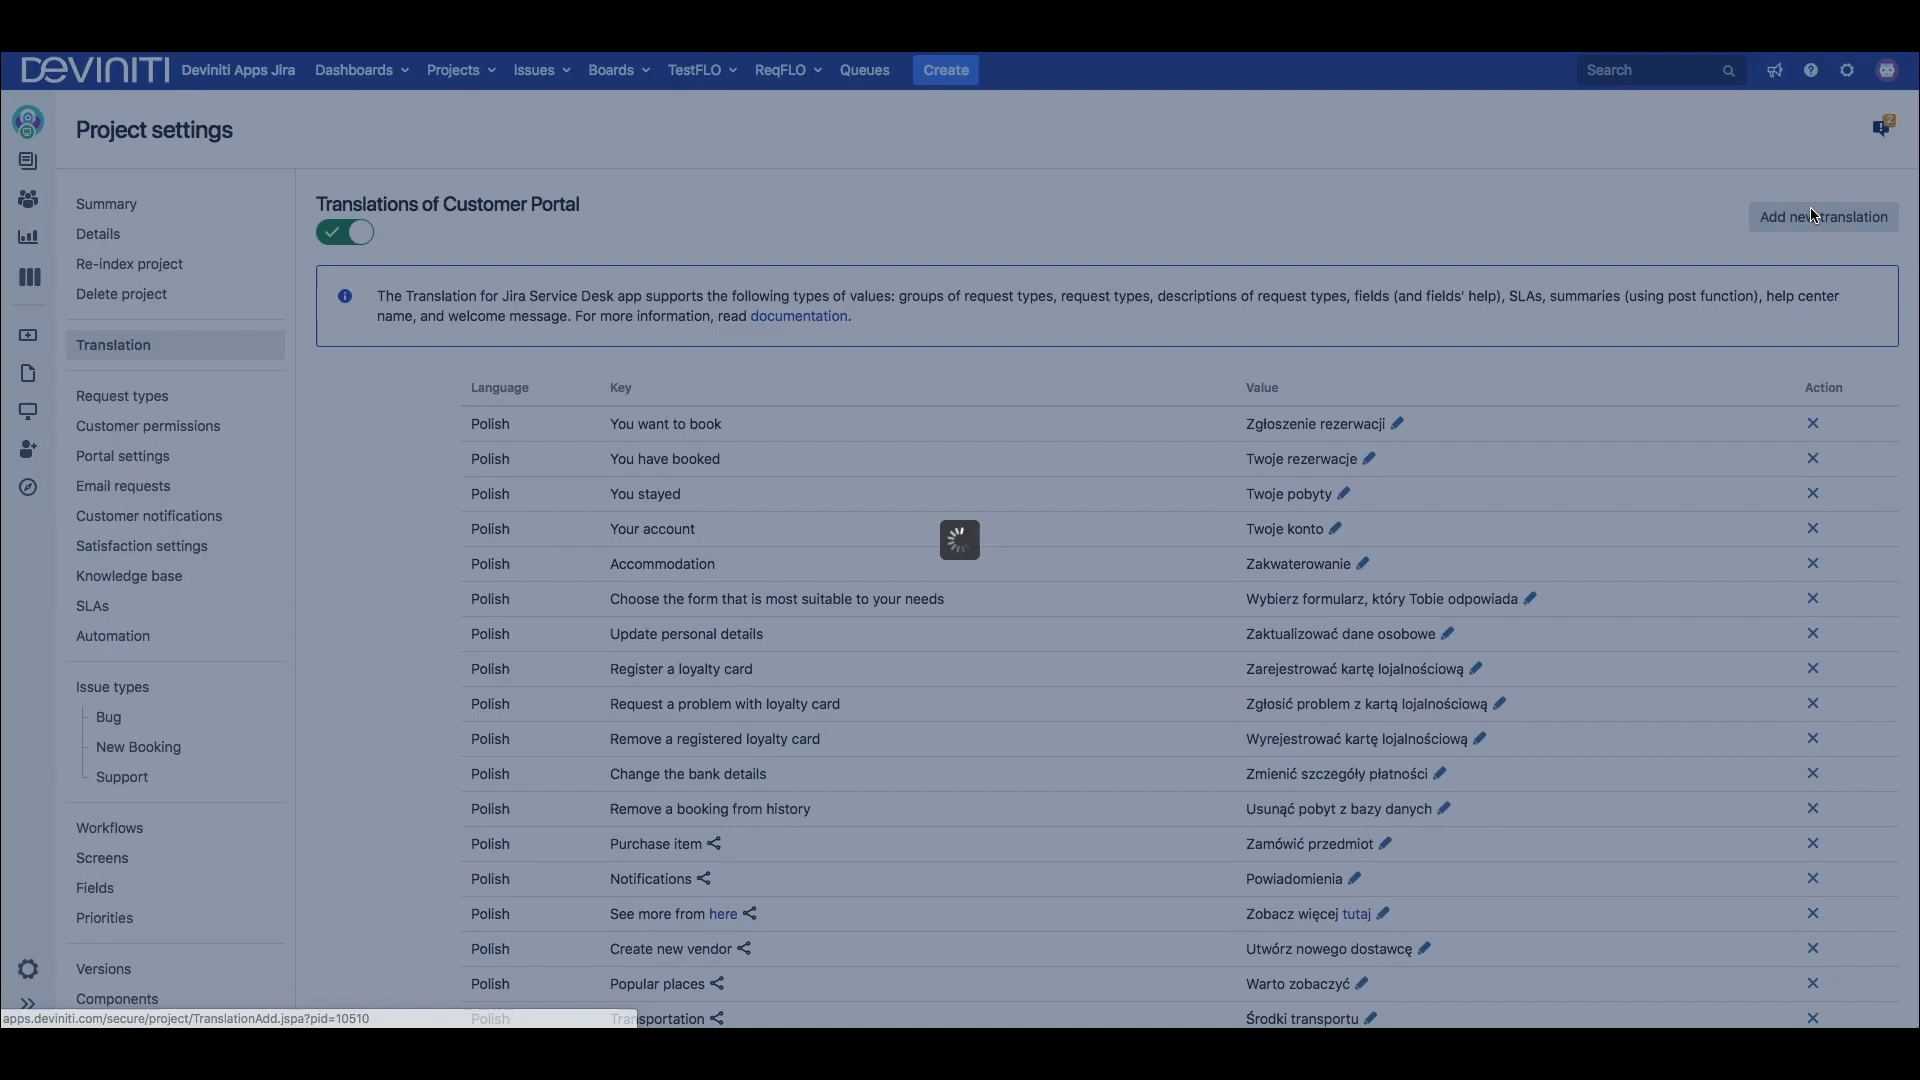 DEVINITI Deviniti Apps Jira Dashboards Projects Issues Boards TestFLO ReqFLO Queues Create Search
Project settings
2
Summary
Details
Re-index project
Delete project
Translation
Request types
Customer permissions
Portal settings
Email requests
Customer notifications
Satisfaction settings
Knowledge base
SLAs
Automation
Issue types
Bug
New Booking
Support
Workflows
Screens
Fields
Priorities
Versions
Components
apps.deviniti.com/secure/project/TranslationAdd.jspa?pid=10510
Translations of Customer Portal
Add new translation
The Translation for Jira Service Desk app supports the following types of values: groups of request types, request types, descriptions of request types, fields (and fields' help), SLAs, summaries (using post function), help center
name, and welcome message. For more information, read documentation.
Language Key Value Action
Polish You want to book Zgłoszenie rezerwacji
Polish You have booked Twoje rezerwacje
Polish You stayed Twoje pobyty
Polish Your account Twoje konto
Polish Accommodation Zakwaterowanie
Polish Choose the form that is most suitable to your needs Wybierz formularz, który Tobie odpowiada
Polish Update personal details Zaktualizować dane osobowe
Polish Register a loyalty card Zarejestrować kartę lojalnościową
Polish Request a problem with loyalty card Zgłosić problem z kartą lojalnościową
Polish Remove a registered loyalty card Wyrejestrować kartę lojalnościową
Polish Change the bank details Zmienić szczegóły płatności
Polish Remove a booking from history Usunąć pobyt z bazy danych
Polish Purchase item Zamówić przedmiot
Polish Notifications Powiadomienia
Polish See more from here Zobacz więcej tutaj
Polish Create new vendor Utwórz nowego dostawcę
Polish Popular places Warto zobaczyć
Polish Transportation Środki transportu